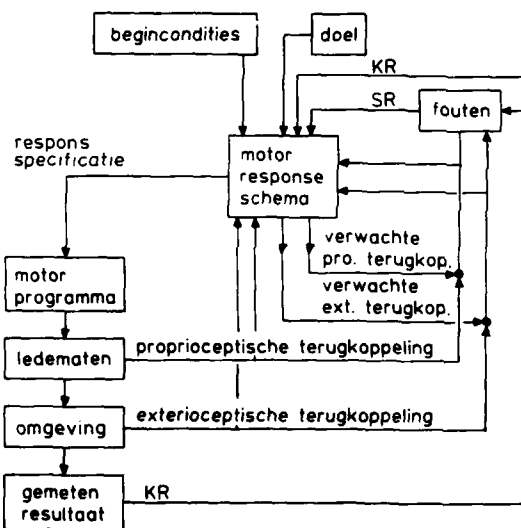 begincondities
doel
KR
SR
fouten
respons
specificatie
motor
response
schema
verwachte
pro. terugkop.
verwachte
ext. terugkop.
motor
programma
ledematen
proprioceptische terugkoppeling
omgeving
exterioceptische terugkoppeling
gemeten
resultaat
KR